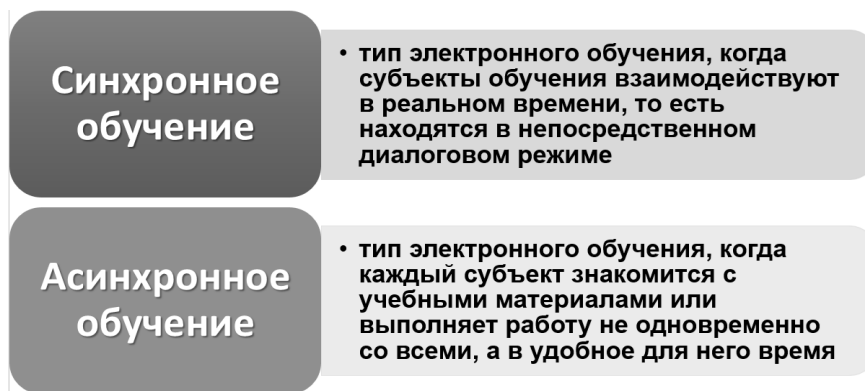 Синхронное
обучение
• тип электронного обучения, когда
субъекты обучения взаимодействуют
в реальном времени, то есть
находятся в непосредственном
диалоговом режиме
Асинхронное
обучение
• тип электронного обучения, когда
каждый субъект знакомится с
учебными материалами или
выполняет работу не одновременно
со всеми, а в удобное для него время